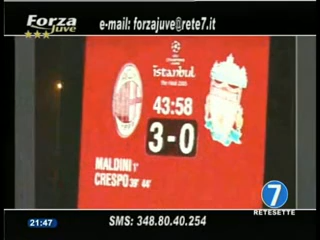 Forza
Juve
e-mail: forzajuve@rete7.it
istanbul
43:58
3-0
MALDINI 1'
CRESPO 39' 44'
7
RETESETTE
21:47
SMS: 348.80.40.254